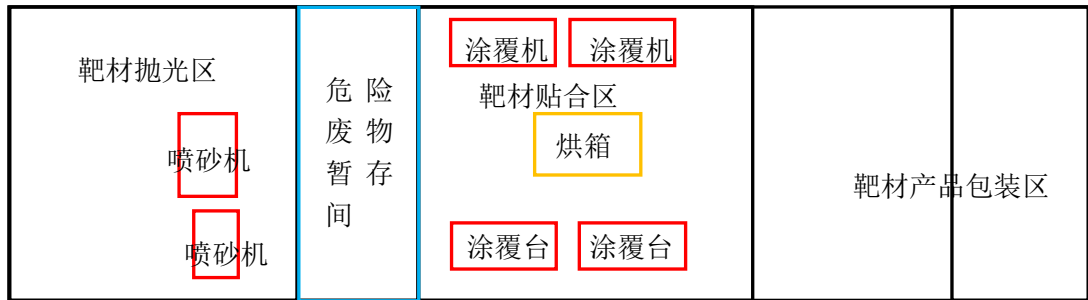 靶材抛光区
喷砂机
喷砂机
危 险
废 物
暂 存
间
涂覆机
涂覆机
靶材贴合区
烘箱
涂覆台
涂覆台
靶材产品包装区